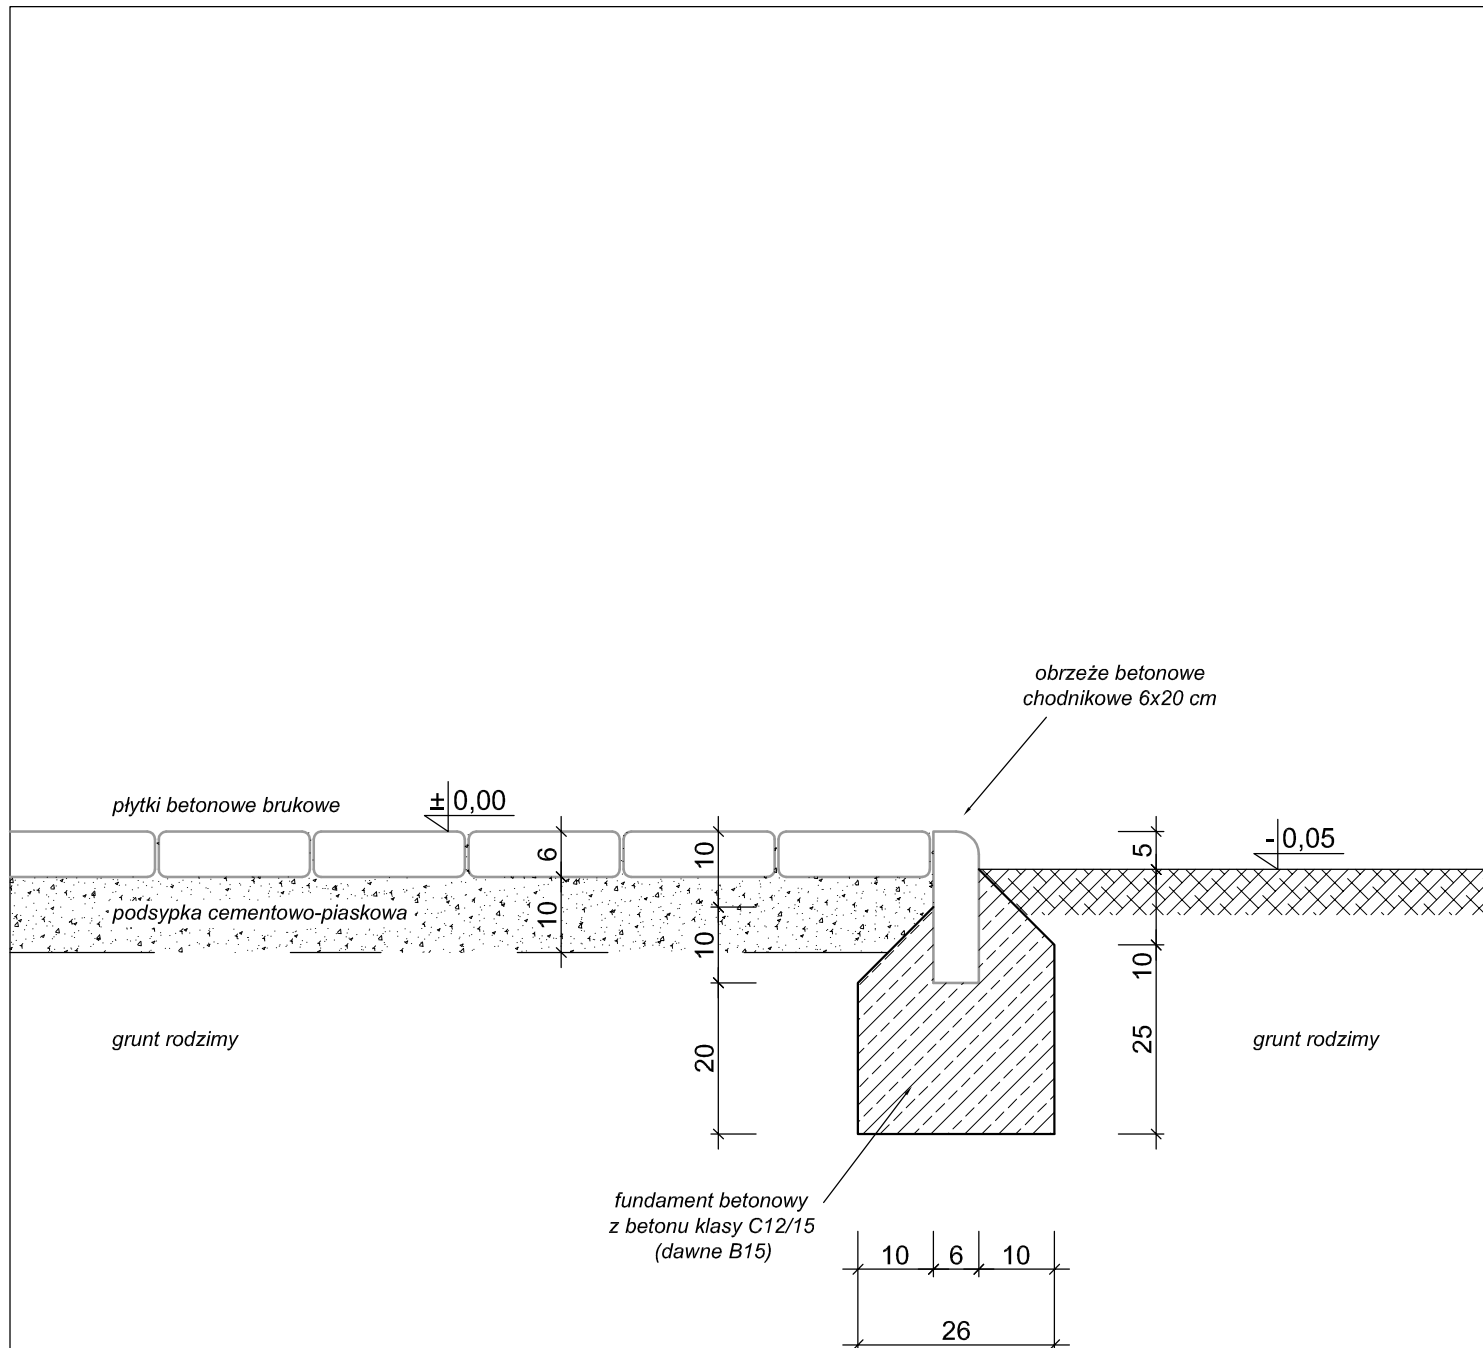 obrzeże betonowe
chodnikowe 6x20 cm
płytki betonowe brukowe
± 0,00
- 0,05
6
10
5
podsypka cementowo-piaskowa
10
10
10
grunt rodzimy
20
25
grunt rodzimy
fundament betonowy
z betonu klasy C12/15
(dawne B15)
10 6 10
26